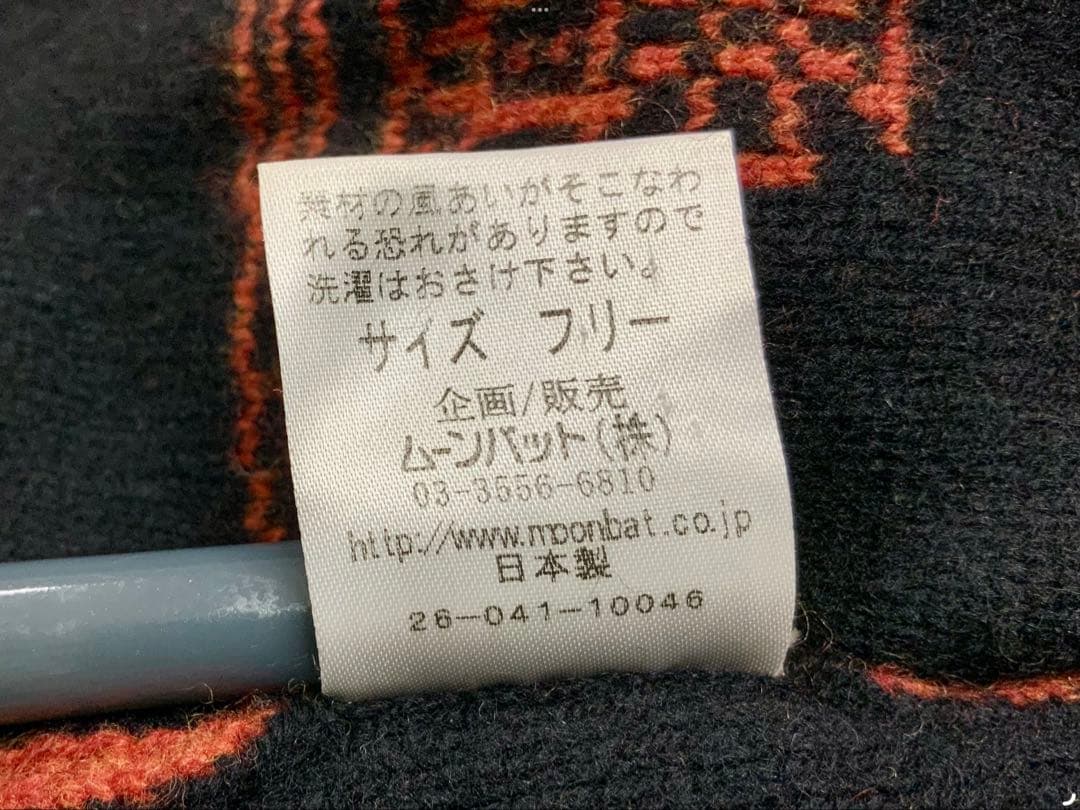 素材の風あいがそこなわ
れる恐れがありますので
洗濯はおさけ下さい。
サイズ フリー
企画/販売
ムーンバット(株)
03-3556-6810
http://www.moonbat.co.jp
日本製
26-041-10046